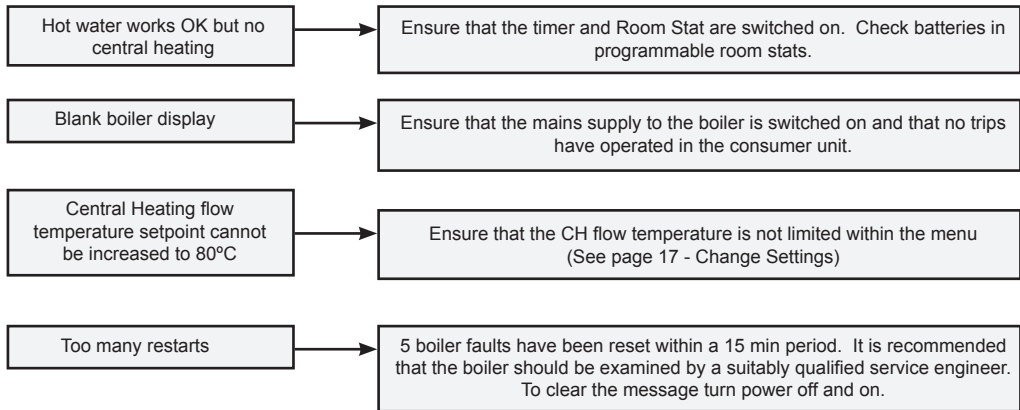 Hot water works OK but no
central heating
Ensure that the timer and Room Stat are switched on.  Check batteries in
programmable room stats.
Blank boiler display
Ensure that the mains supply to the boiler is switched on and that no trips
have operated in the consumer unit.
Central Heating flow
temperature setpoint cannot
be increased to 80ºC
Ensure that the CH flow temperature is not limited within the menu
(See page 17 - Change Settings)
Too many restarts
5 boiler faults have been reset within a 15 min period.  It is recommended
that the boiler should be examined by a suitably qualified service engineer.
To clear the message turn power off and on.